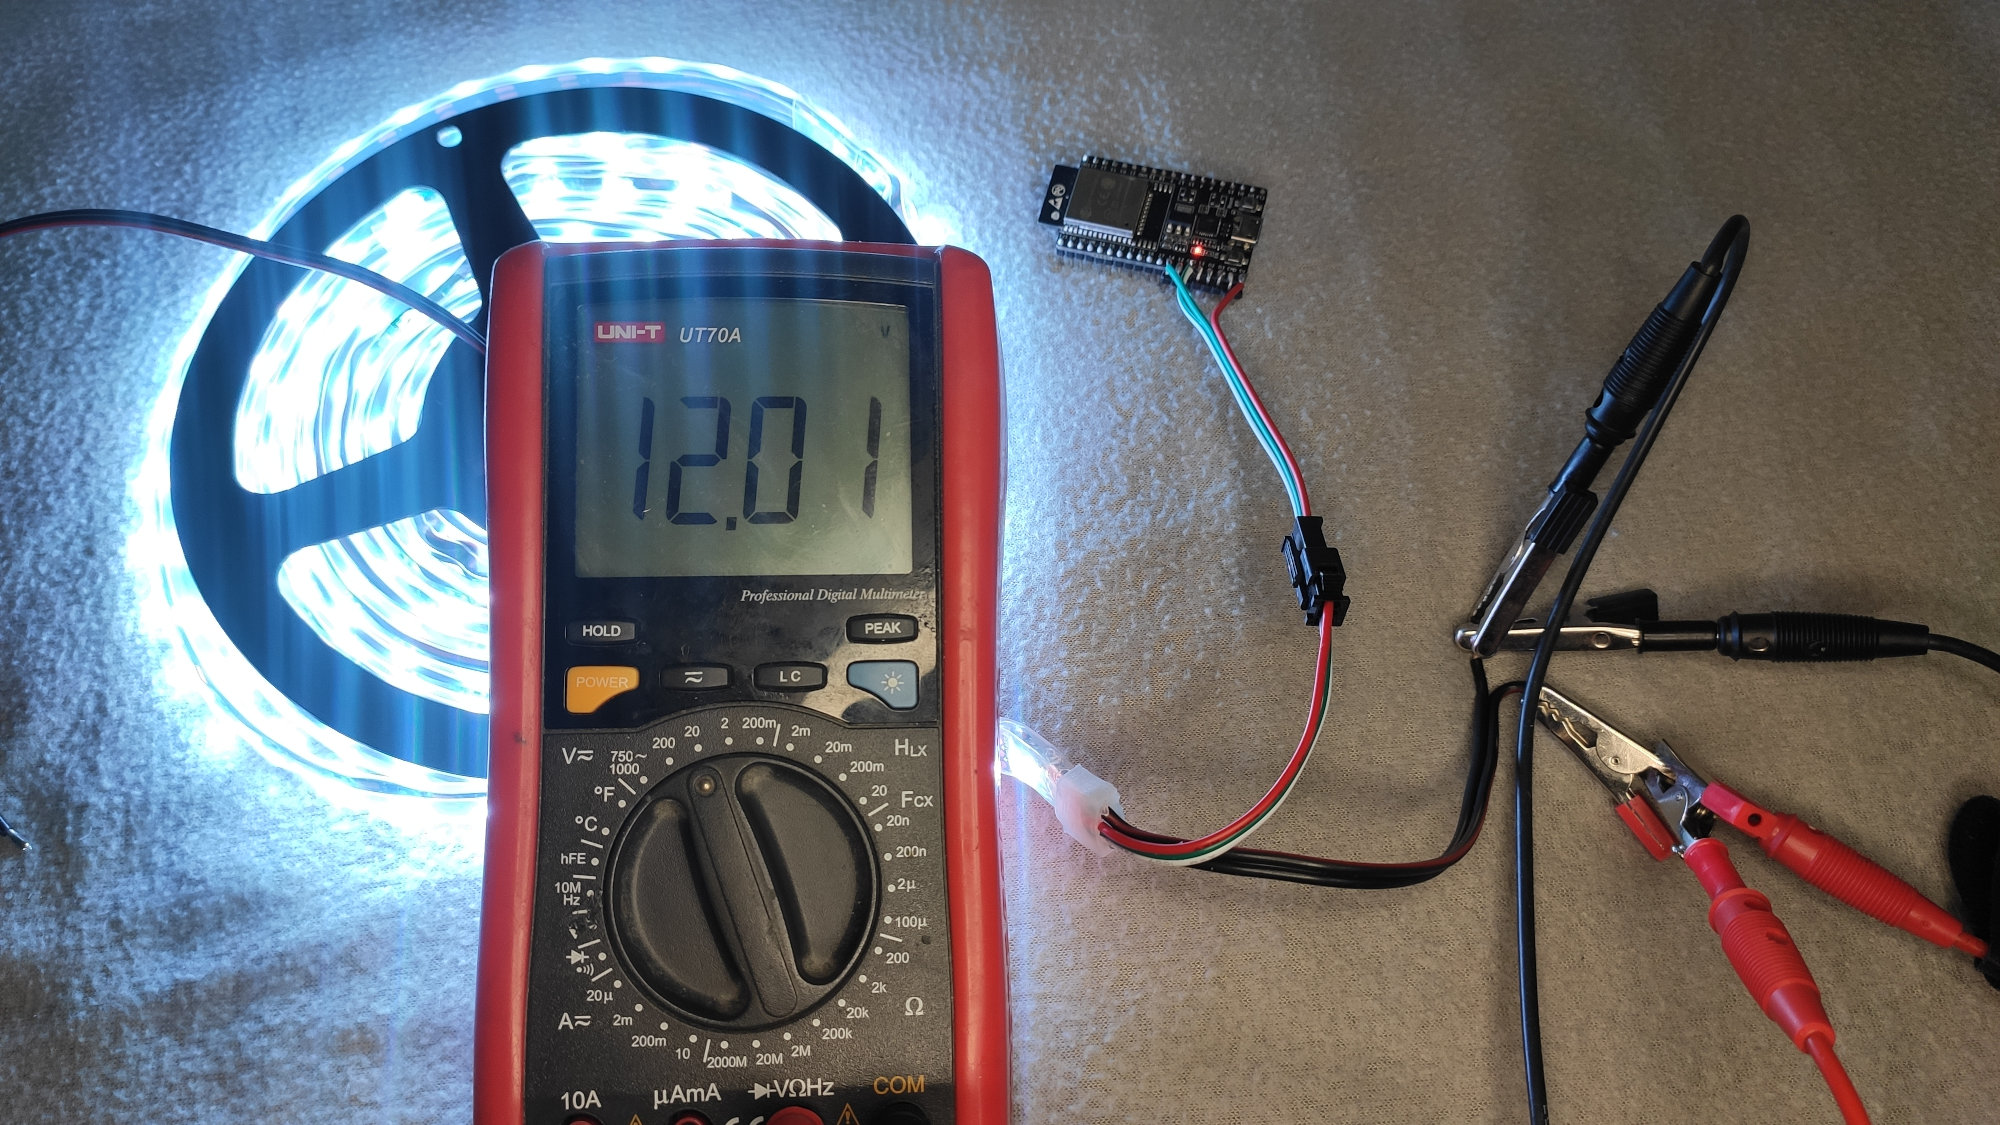 UNI-T UT70A
V
12.01
Professional Digital Multimeter
HOLD
PEAK
POWER
LC
V
750~
1000
200
20
2
200m
2m
20m
200m
HLX
20
FCX
20n
200n
2µ
100µ
200
2k
Ω
20k
200k
2M
20M
2000M
10
200m
2m
A
20µ
10M
Hz
hFE
°C
°F
10A
µAmA
VΩHz
COM
CE